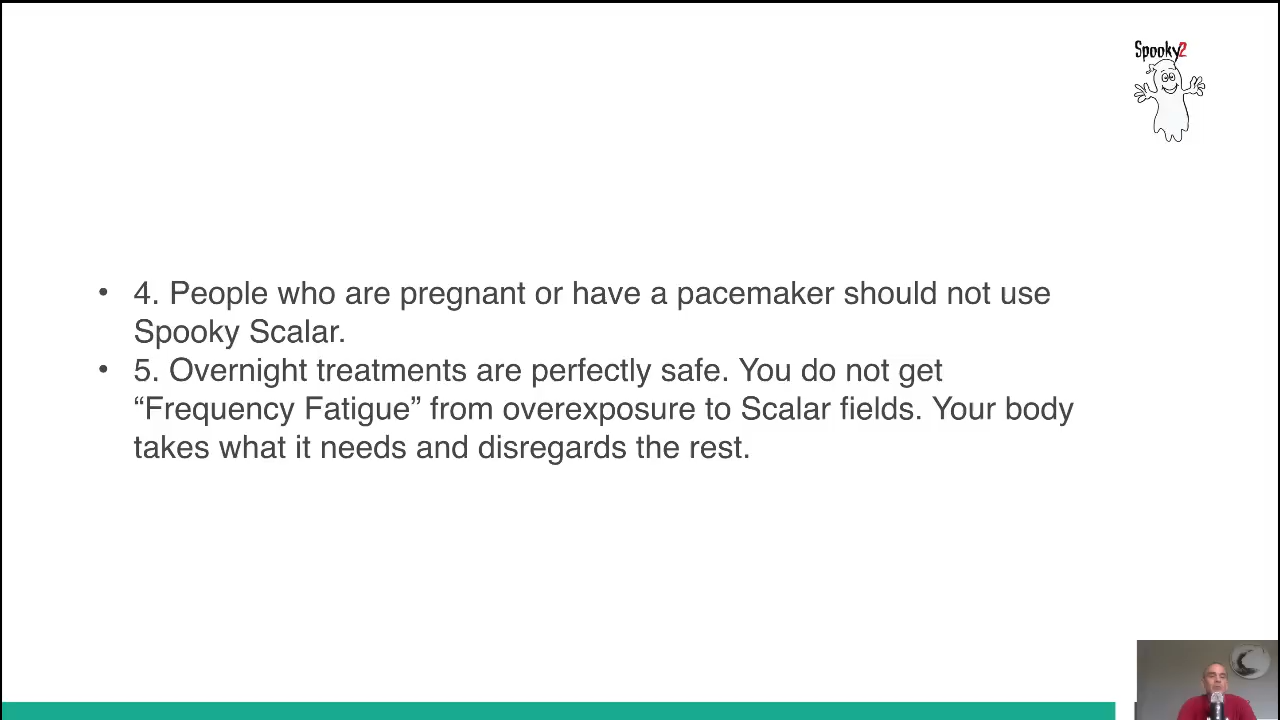 Spooky2
• 4. People who are pregnant or have a pacemaker should not use
Spooky Scalar.
• 5. Overnight treatments are perfectly safe. You do not get
“Frequency Fatigue” from overexposure to Scalar fields. Your body
takes what it needs and disregards the rest.